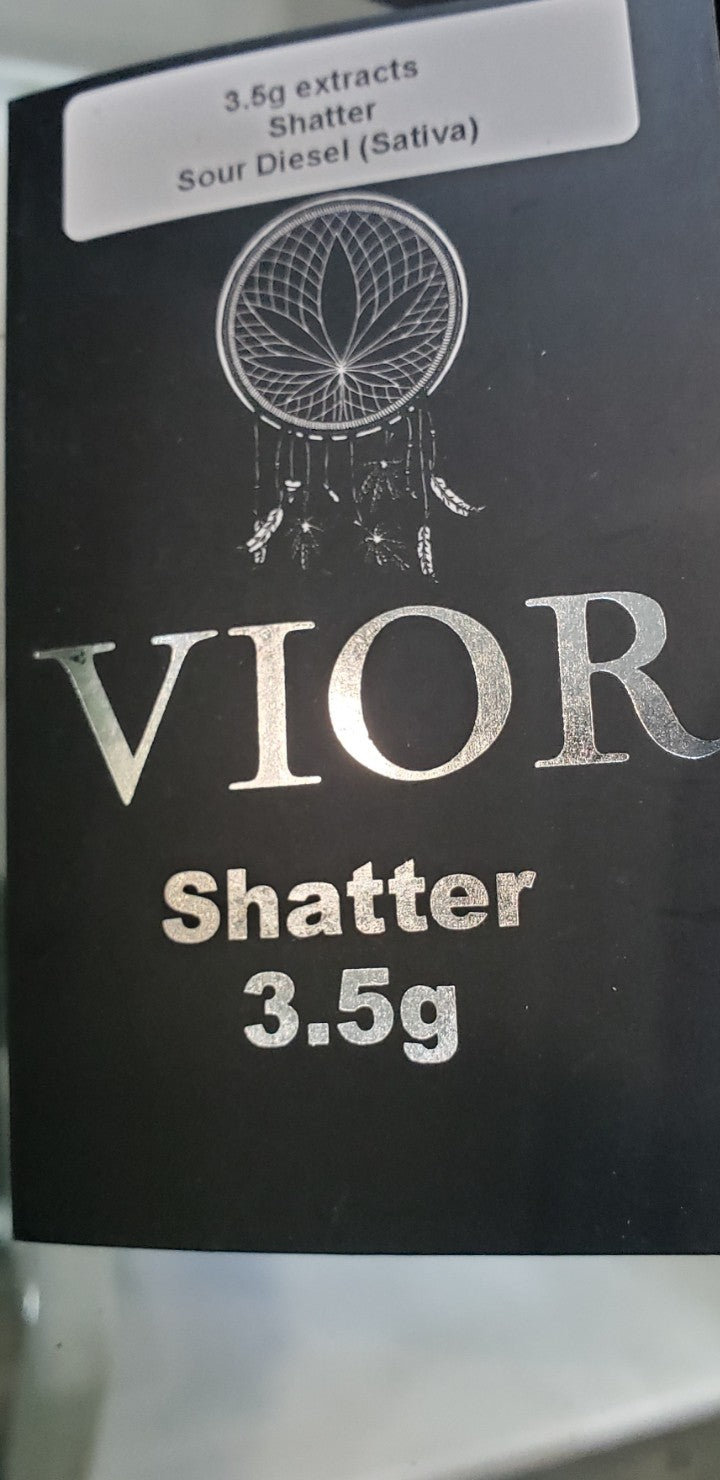 3.5g extracts
Shatter
Sour Diesel (Sativa)
VIOR
Shatter
3.5g